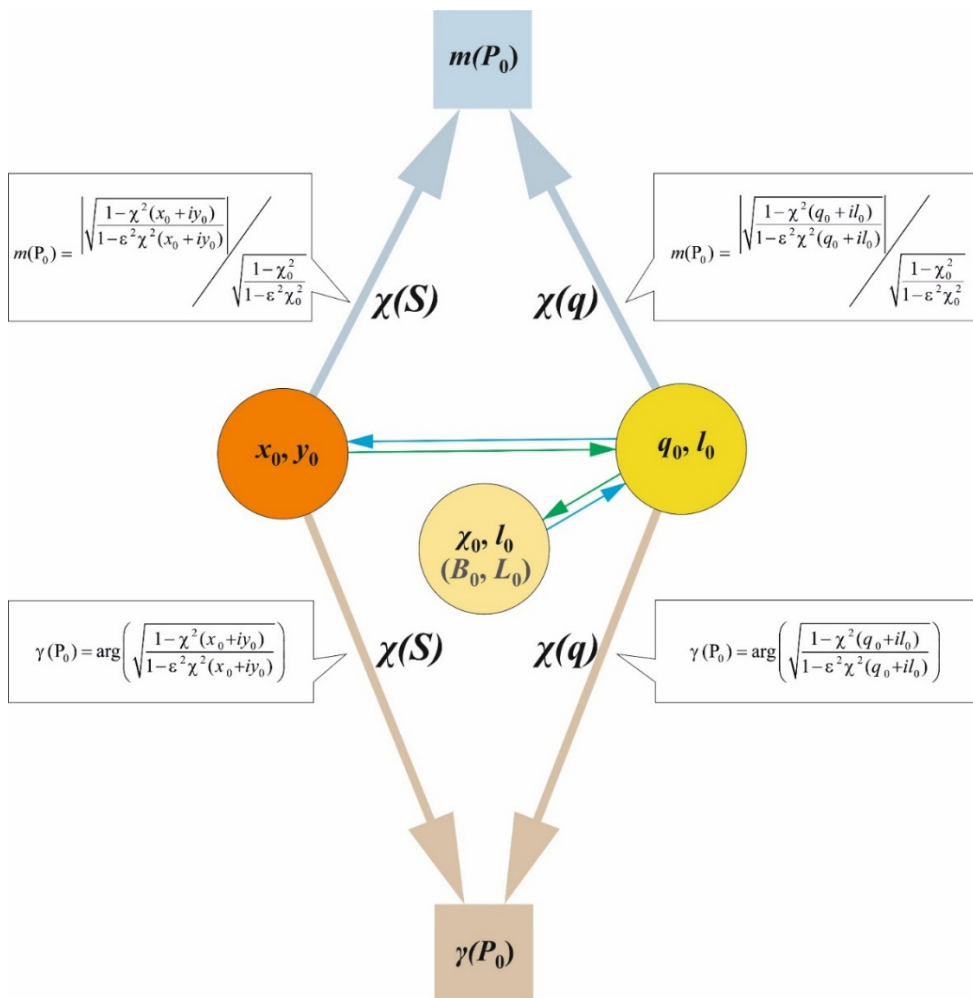 m(P₀)
m(P₀) = |√((1−χ²(x₀+iy₀))/(1−ε²χ²(x₀+iy₀)))| / √((1−χ₀²)/(1−ε²χ₀²))
m(P₀) = |√((1−χ²(q₀+il₀))/(1−ε²χ²(q₀+il₀)))| / √((1−χ₀²)/(1−ε²χ₀²))
χ(S)
χ(q)
x₀, y₀
q₀, l₀
χ₀, l₀
(B₀, L₀)
γ(P₀) = arg(√((1−χ²(x₀+iy₀))/(1−ε²χ²(x₀+iy₀))))
χ(S)
χ(q)
γ(P₀) = arg(√((1−χ²(q₀+il₀))/(1−ε²χ²(q₀+il₀))))
γ(P₀)